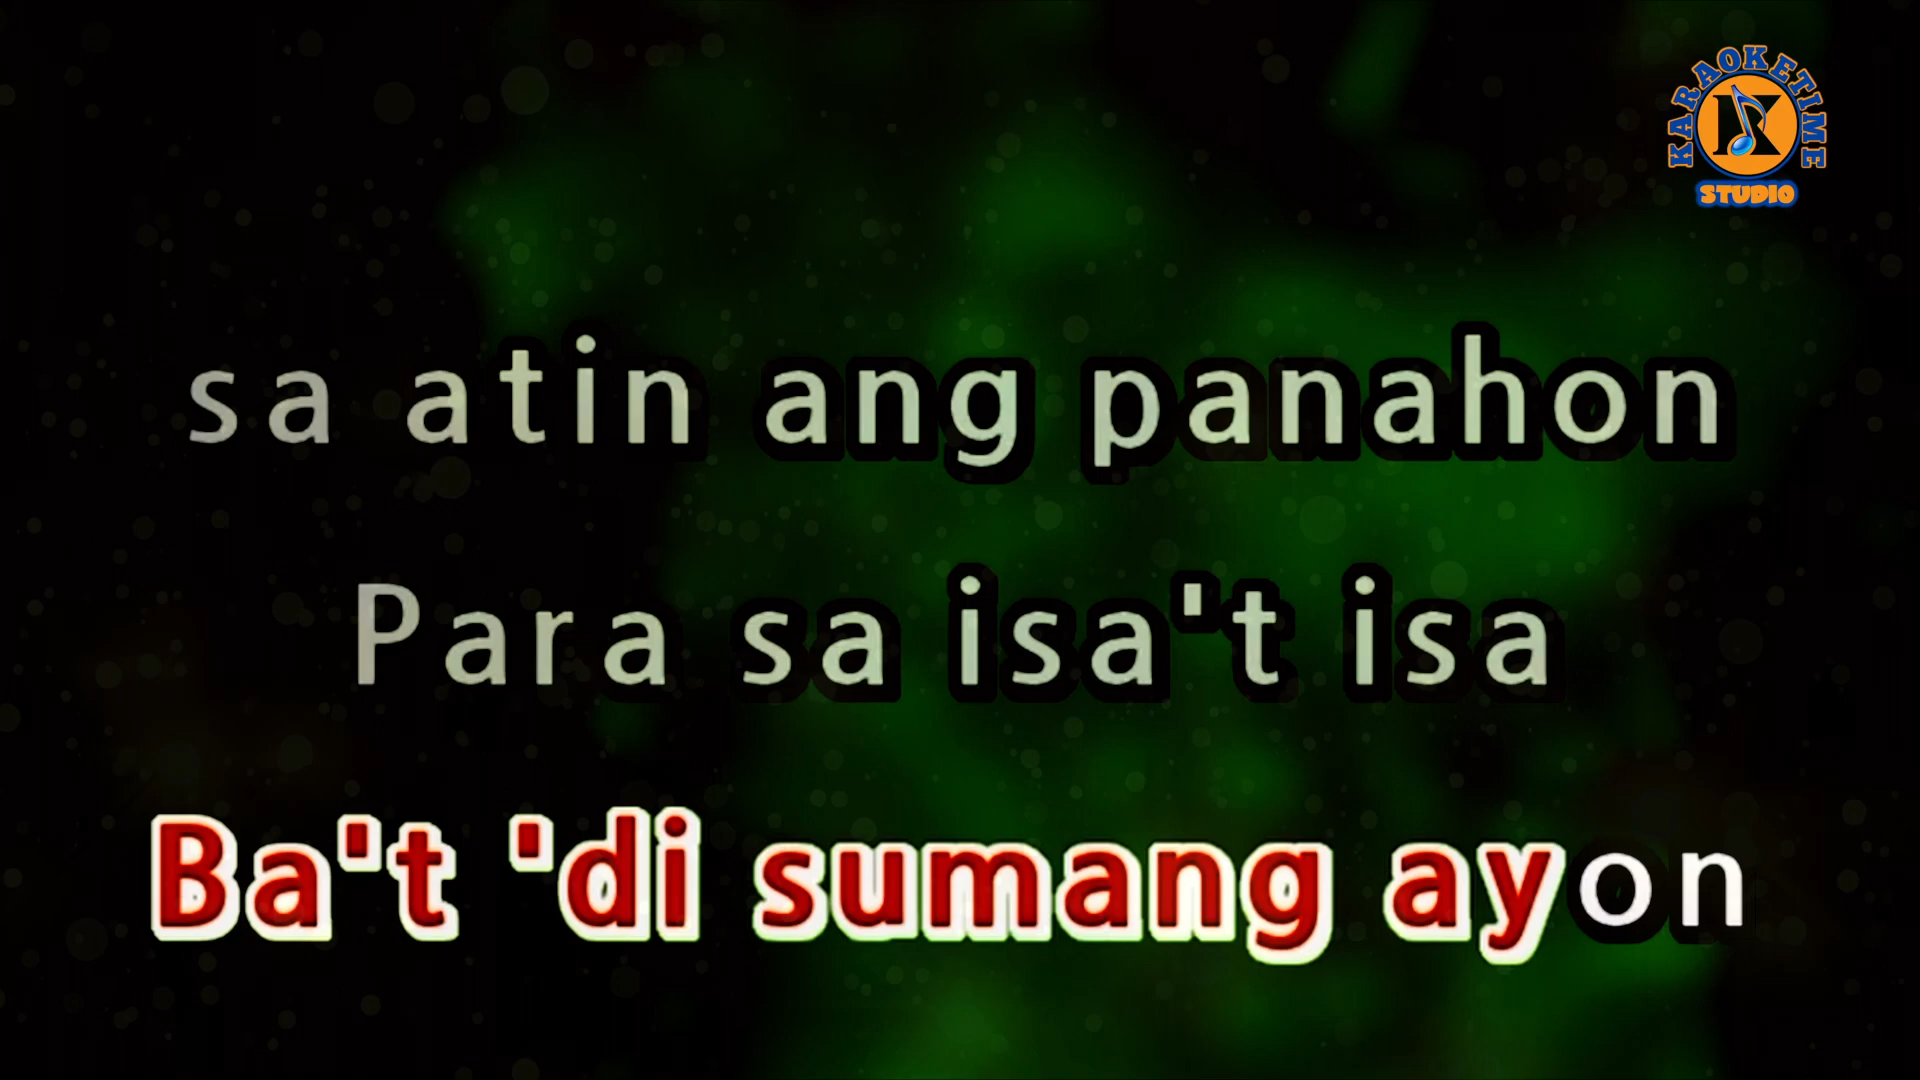 KARAOKETIME
STUDIO
sa atin ang panahon
Para sa isa't isa
Ba't 'di sumang ayon